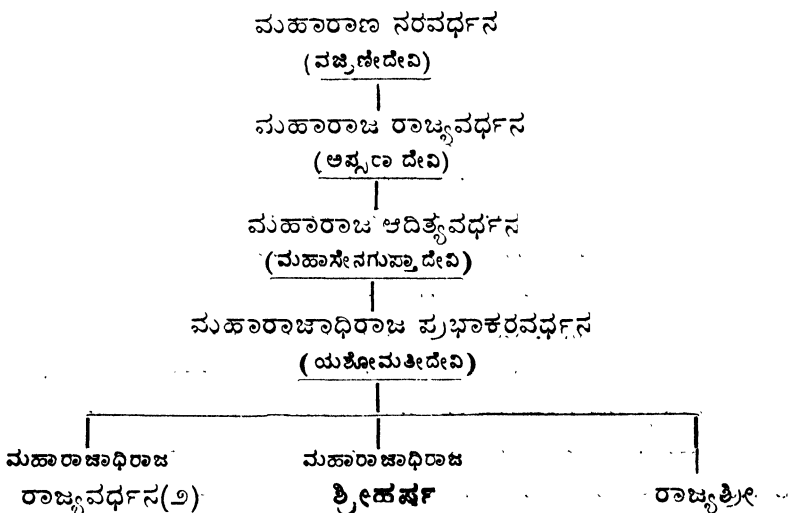 ಮಹಾರಾಣ ನರವರ್ಧನ
(ವಜ್ರಿಣೀದೇವಿ)
ಮಹಾರಾಜ ರಾಜ್ಯವರ್ಧನ
(ಅಪ್ಸಣಾ ದೇವಿ)
ಮಹಾರಾಜ ಆದಿತ್ಯವರ್ಧನ
(ಮಹಾಸೇನಗುಪ್ತಾದೇವಿ)
ಮಹಾರಾಜಾಧಿರಾಜ ಪ್ರಭಾಕರವರ್ಧನ
(ಯಶೋಮತೀದೇವಿ)
ಮಹಾರಾಜಾಧಿರಾಜ ಮಹಾರಾಜಾಧಿರಾಜ
ರಾಜ್ಯವರ್ಧನ(೨) ಶ್ರೀಹರ್ಷ ರಾಜ್ಯಶ್ರೀ